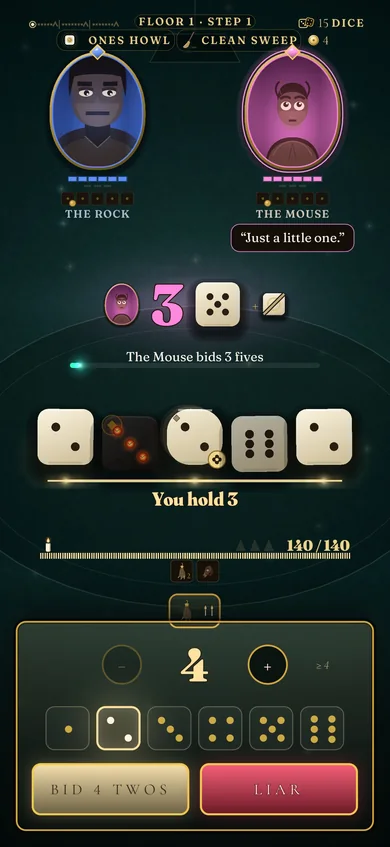 FLOOR 1 · STEP 1
15 DICE
ONES HOWL
CLEAN SWEEP
4
THE ROCK
THE MOUSE
“Just a little one.”
3
+
The Mouse bids 3 fives
You hold 3
140 / 140
2
−
4
+
≥4
BID 4 TWOS
LIAR